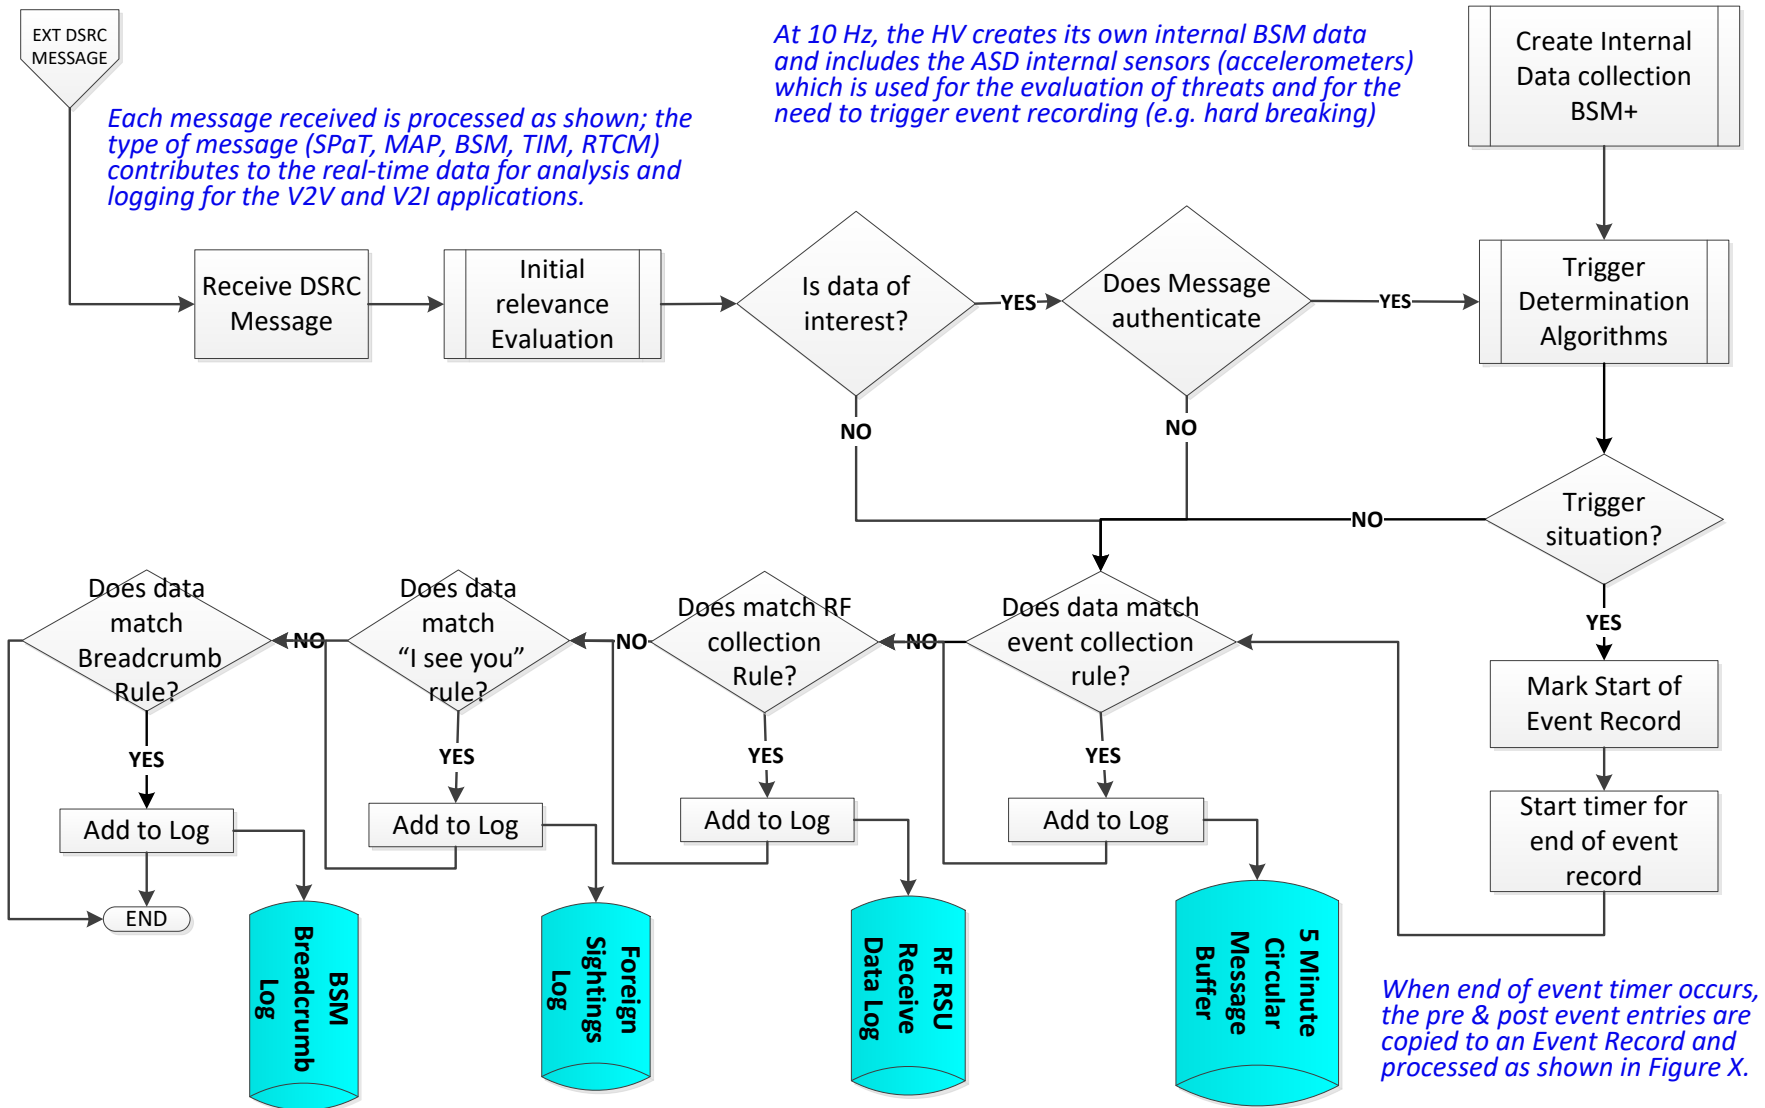 EXT DSRC
MESSAGE
At 10 Hz, the HV creates its own internal BSM data
and includes the ASD internal sensors (accelerometers)
which is used for the evaluation of threats and for the
need to trigger event recording (e.g. hard breaking)
Create Internal
Data collection
BSM+
Each message received is processed as shown; the
type of message (SPaT, MAP, BSM, TIM, RTCM)
contributes to the real-time data for analysis and
logging for the V2V and V2I applications.
Receive DSRC
Message
Initial
relevance
Evaluation
Is data of
interest?
YES
Does Message
authenticate
YES
Trigger
Determination
Algorithms
NO
NO
Trigger
situation?
NO
YES
Does data
match
Breadcrumb
Rule?
NO
Does data
match
“I see you”
rule?
NO
Does match RF
collection
Rule?
NO
Does data match
event collection
rule?
Mark Start of
Event Record
YES
YES
YES
YES
Add to Log
Add to Log
Add to Log
Add to Log
Start timer for
end of event
record
END
BSM
Breadcrumb
Log
Foreign
Sightings
Log
RF RSU
Receive
Data Log
5 Minute
Circular
Message
Buffer
When end of event timer occurs,
the pre & post event entries are
copied to an Event Record and
processed as shown in Figure X.